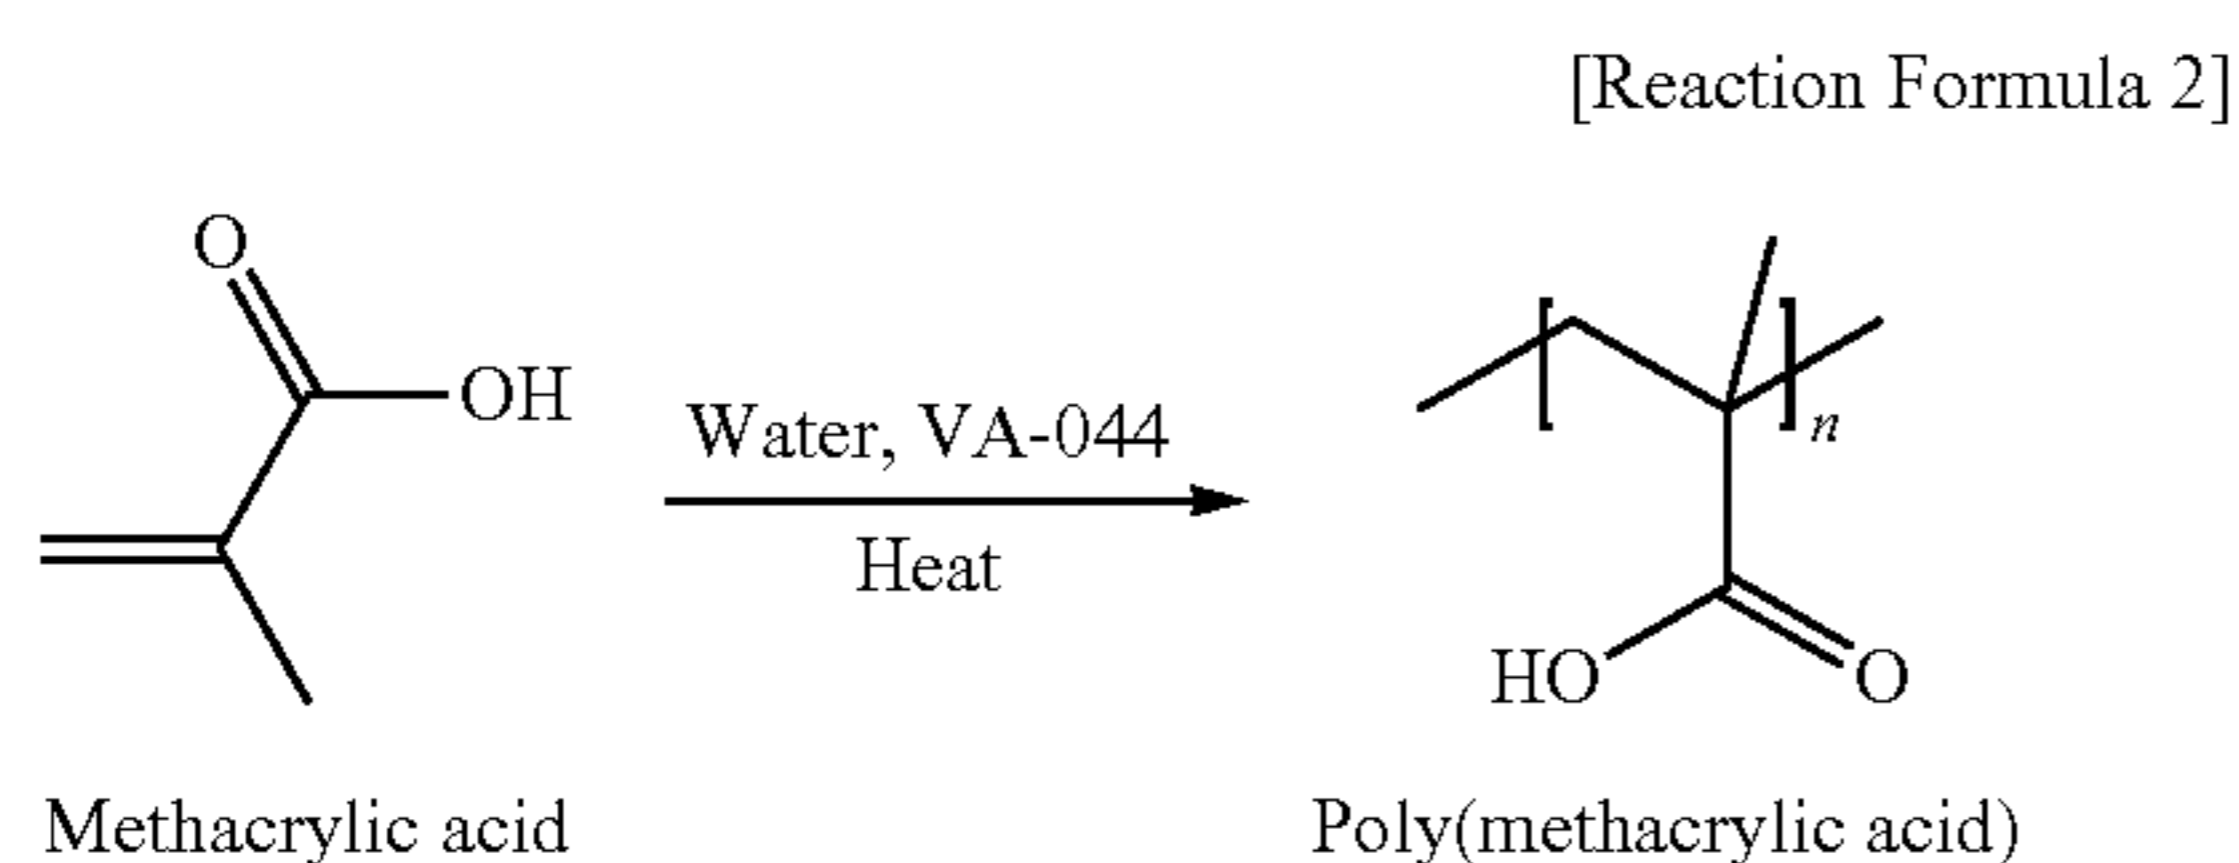 [Reaction Formula 2]
O
OH
Water, VA-044
Heat
n
HO
O
Methacrylic acid
Poly(methacrylic acid)